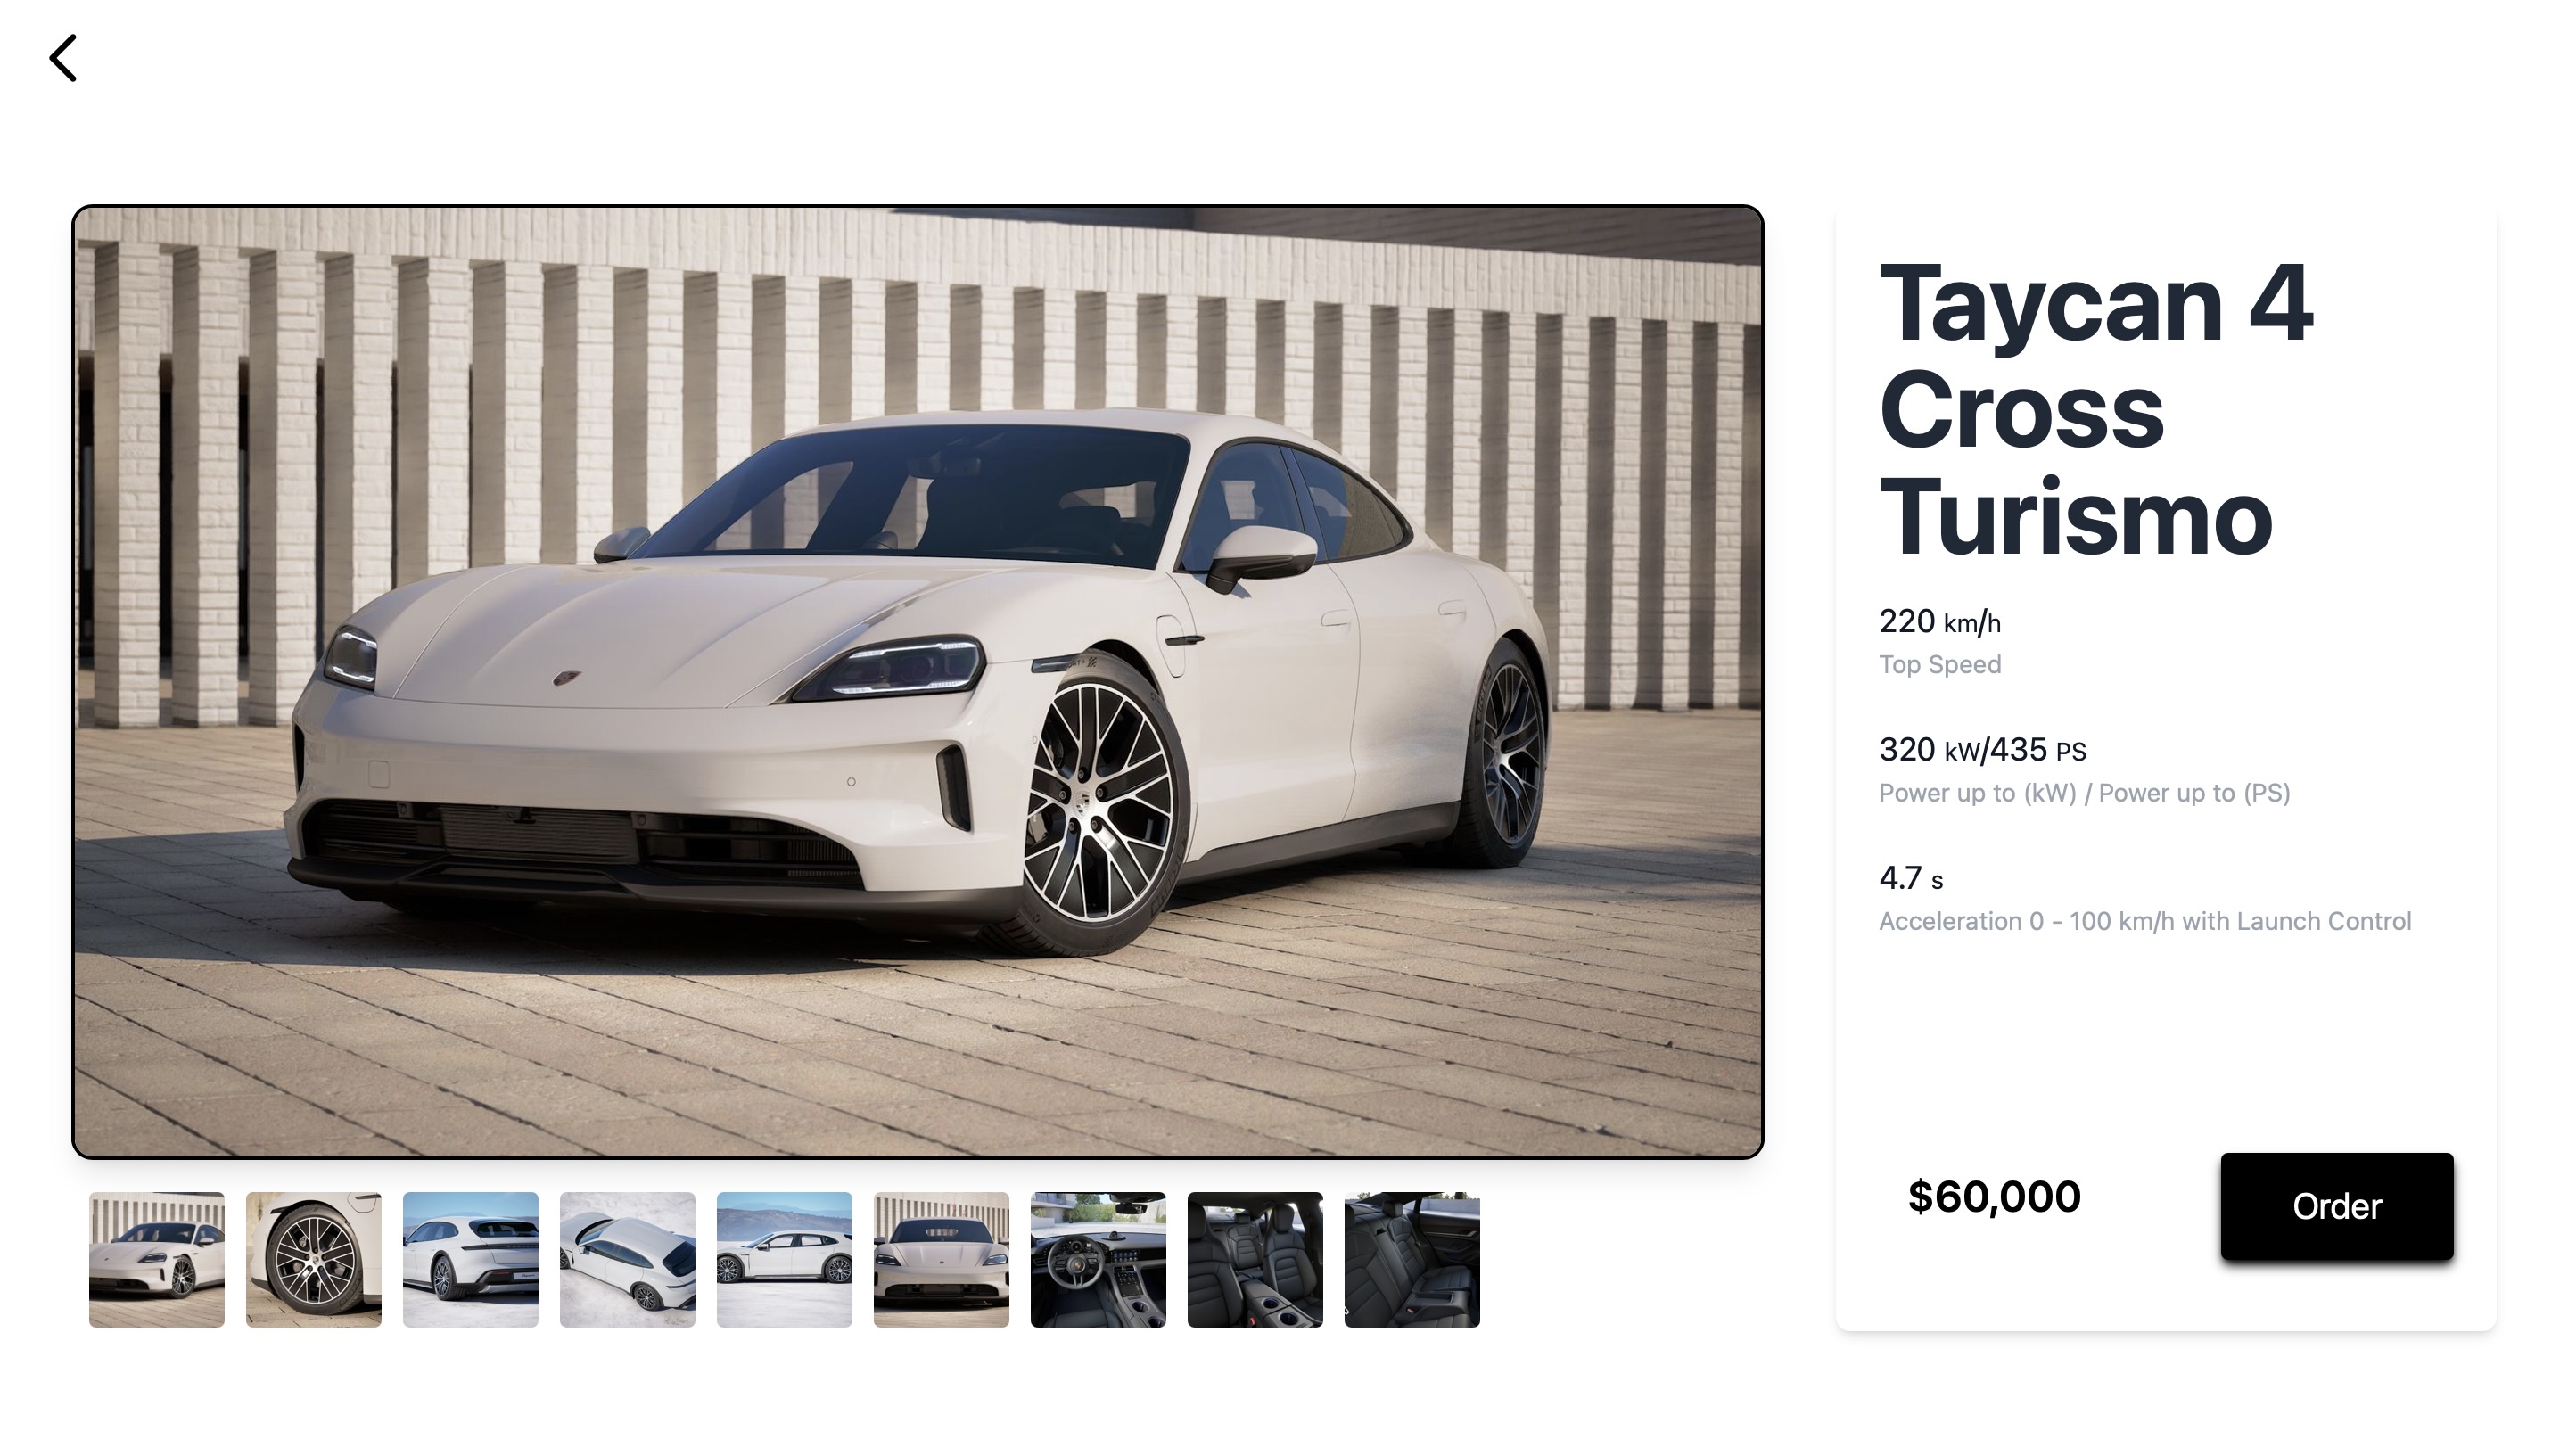 Taycan 4
Cross
Turismo
220 km/h
Top Speed
320 kW/435 PS
Power up to (kW) / Power up to (PS)
4.7 s
Acceleration 0 - 100 km/h with Launch Control
$60,000
Order